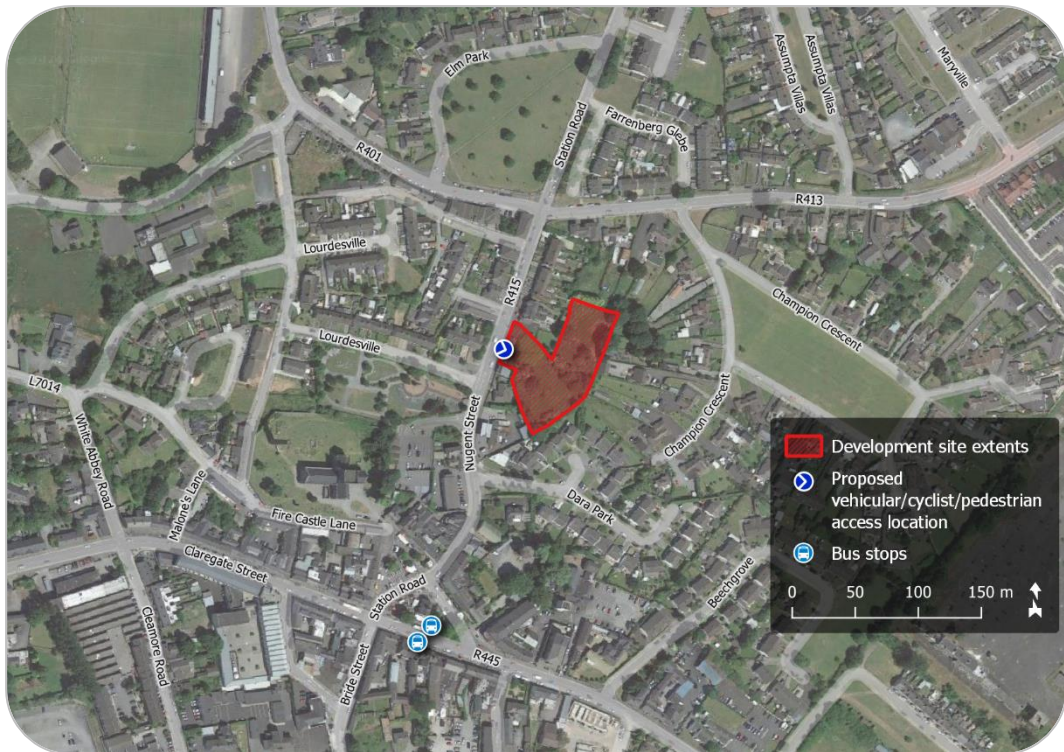 Elm Park
Station Road
Assumpta Villas
Assumpta Villas
Maryville
Farrenberg Glebe
R401
R413
Lourdesville
R415
Champion Crescent
Lourdesville
L7014
White Abbey Road
Nugent Street
Champion Crescent
Malone's Lane
Dara Park
Fire Castle Lane
Claregate Street
Station Road
Beechgrove
Cleamore Road
Bride Street
R445
Development site extents
Proposed
vehicular/cyclist/pedestrian
access location
Bus stops
0 50 100 150 m